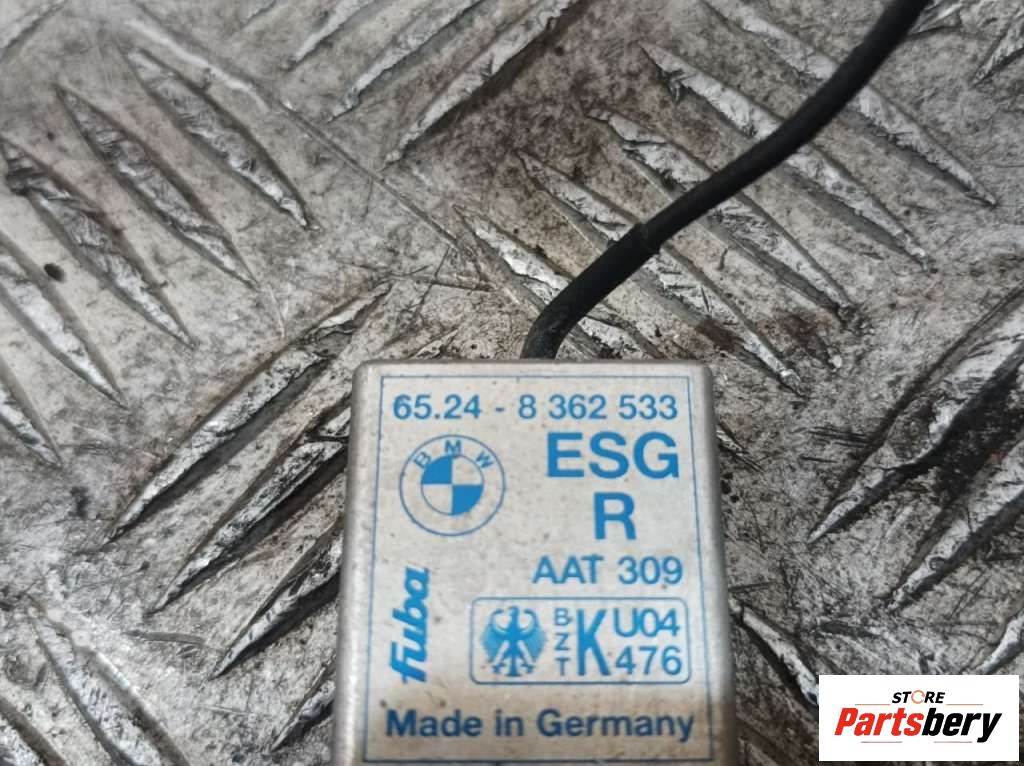 65.24 - 8 362 533
BMW
ESG
R
AAT 309
fuba
BZT K U04 476
Made in Germany
STORE
Partsbery